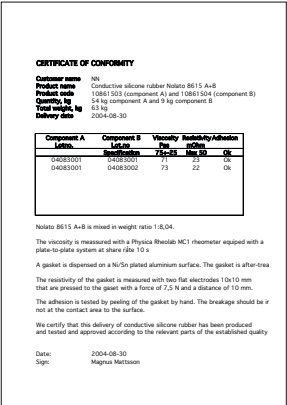 CERTIFICATE OF CONFORMITY
Customer name NN
Product name Conductive silicone rubber Nolato 8615 A+B
Product code 10861503 (component A) and 10861504 (component B)
Quantity, kg 54 kg component A and 9 kg component B
Total weight, kg 63 kg
Delivery date 2004-08-30
Component A Component B Viscosity Resistivity Adhesion
Lotno. Lot.no Pas mOhm
Specification 75+-25 Max 50 Ok
04083001 04083001 71 23 Ok
04083001 04083002 73 22 Ok
Nolato 8615 A+B is mixed in weight ratio 1:8,04.
The viscosity is meassured with a Physica Rheolab MC1 rheometer equiped with a
plate-to-plate system at share råte 10 s
A gasket is dispensed on a Ni/Sn plated aluminium surface. The gasket is after-trea
The resistivity of the gasket is measured with two flat electrodes 10x10 mm
that are pressed to the gaset with a force of 7,5 N and a distance of 10 mm.
The adhesion is tested by peeling of the gasket by hand. The breakage should be ir
not at the contact area to the surface.
We certify that this delivery of conductive silicone rubber has been produced
and tested and approved according to the relevant parts of the established quality
Date: 2004-08-30
Sign: Magnus Mattsson